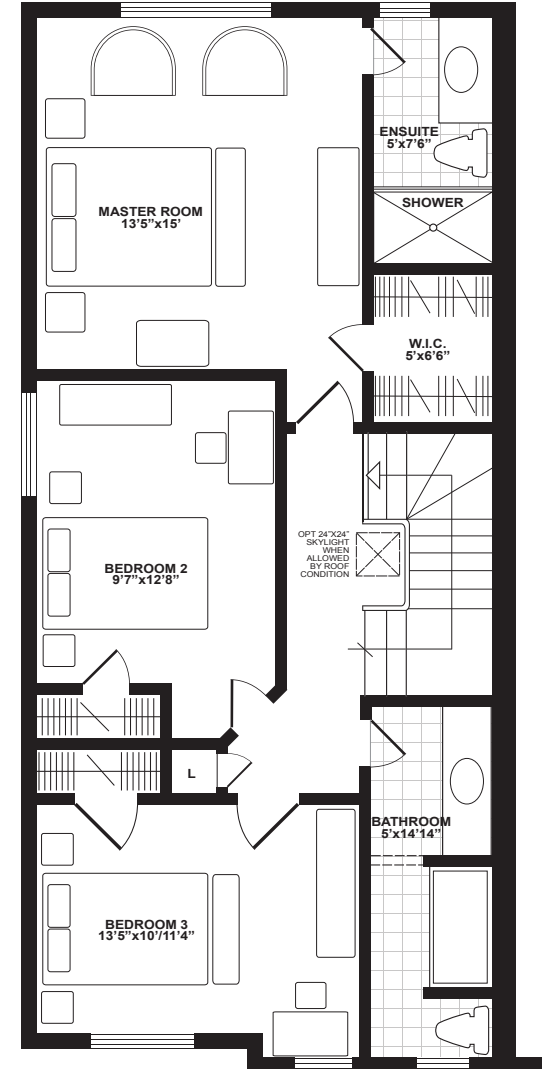 ENSUITE
5'x7'6"
SHOWER
MASTER ROOM
13'5"x15'
W.I.C.
5'x6'6"
OPT 24"X24"
SKYLIGHT
WHEN
ALLOWED
BY ROOF
CONDITION
BEDROOM 2
9'7"x12'8"
L
BATHROOM
5'x14'14"
BEDROOM 3
13'5"x10'/11'4"